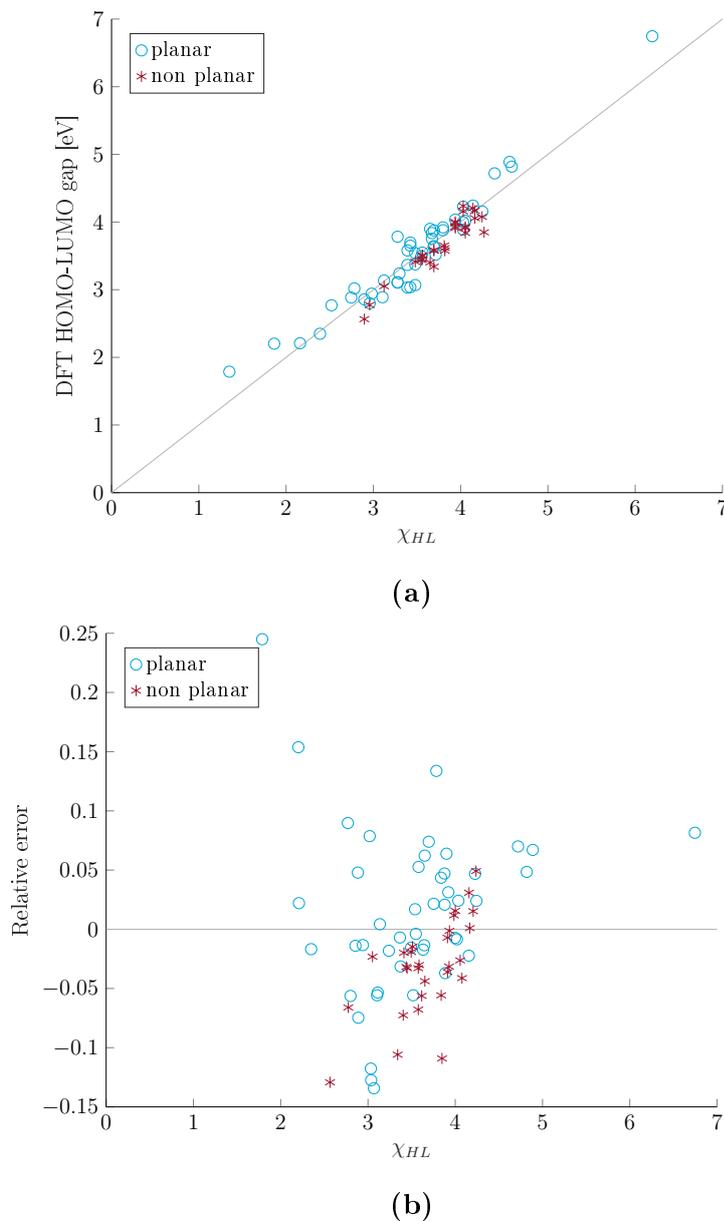 7
6
5
4
3
2
1
0
DFT HOMO-LUMO gap [eV]
planar
non planar
0 1 2 3 4 5 6 7
χHL
(a)
0.25
0.2
0.15
0.1
0.05
0
−0.05
−0.1
−0.15
Relative error
planar
non planar
0 1 2 3 4 5 6 7
χHL
(b)